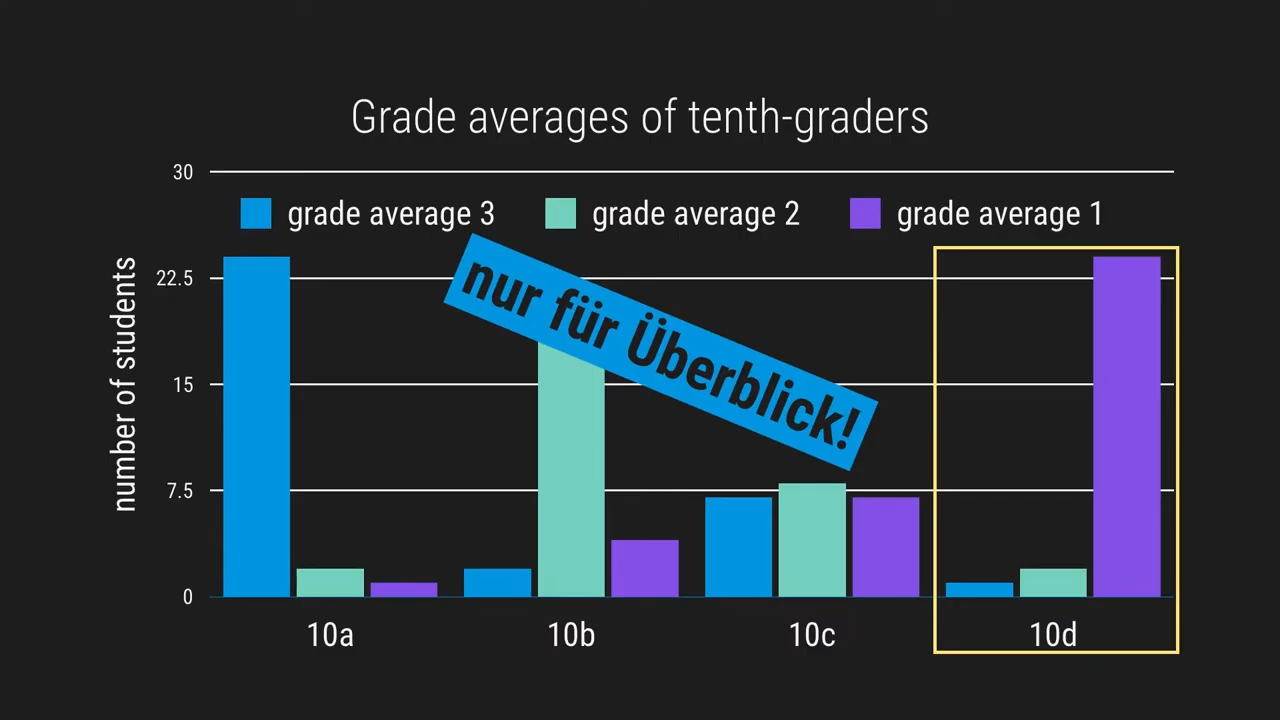 Grade averages of tenth-graders
30
grade average 3 grade average 2 grade average 1
number of students
22.5
nur für Überblick!
15
7.5
0
10a 10b 10c 10d